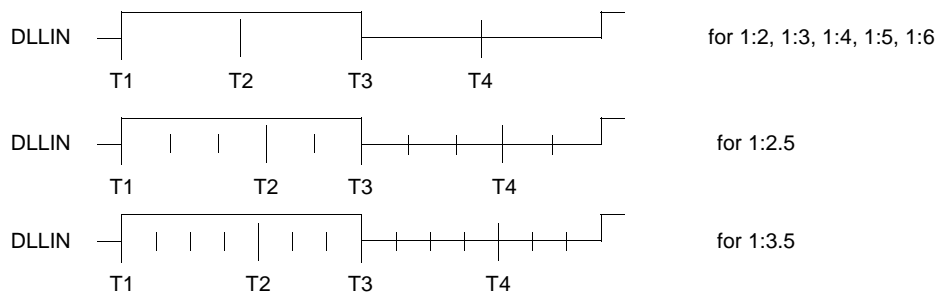 DLLIN for 1:2, 1:3, 1:4, 1:5, 1:6
T1 T2 T3 T4
DLLIN for 1:2.5
T1 T2 T3 T4
DLLIN for 1:3.5
T1 T2 T3 T4